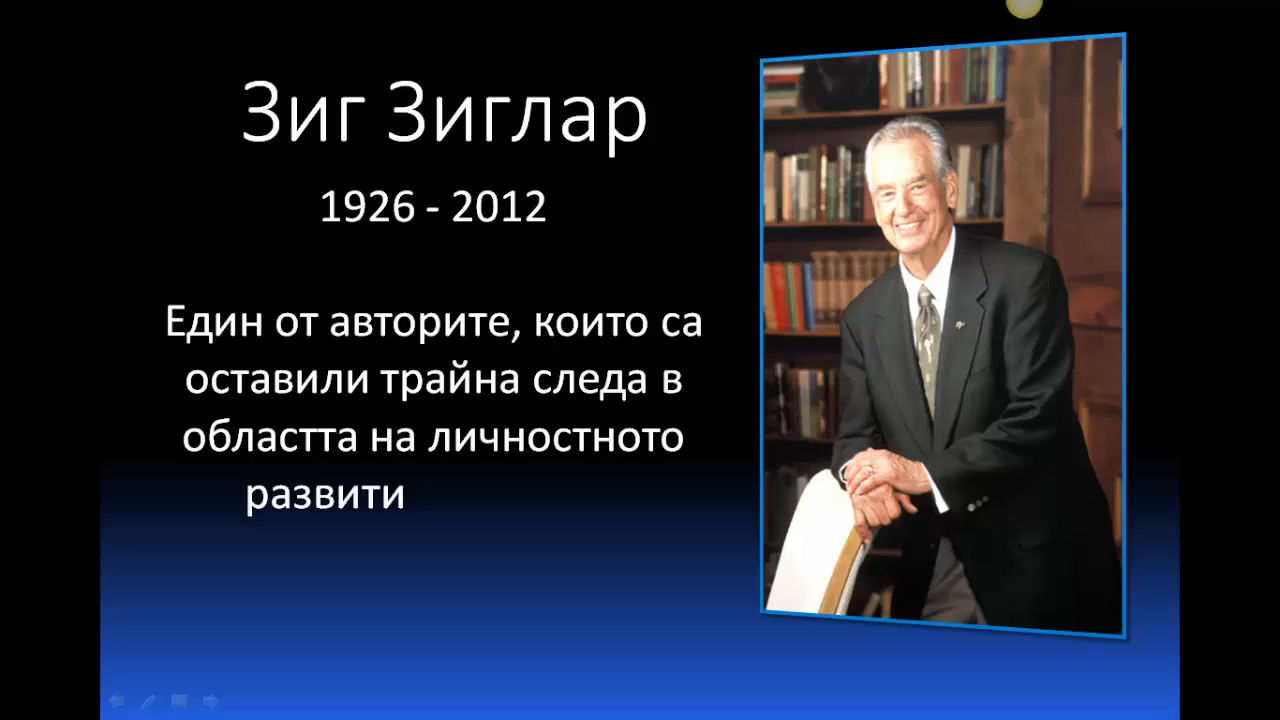 Зиг Зиглар
1926 - 2012
Един от авторите, които са
оставили трайна следа в
областта на личностното
развити